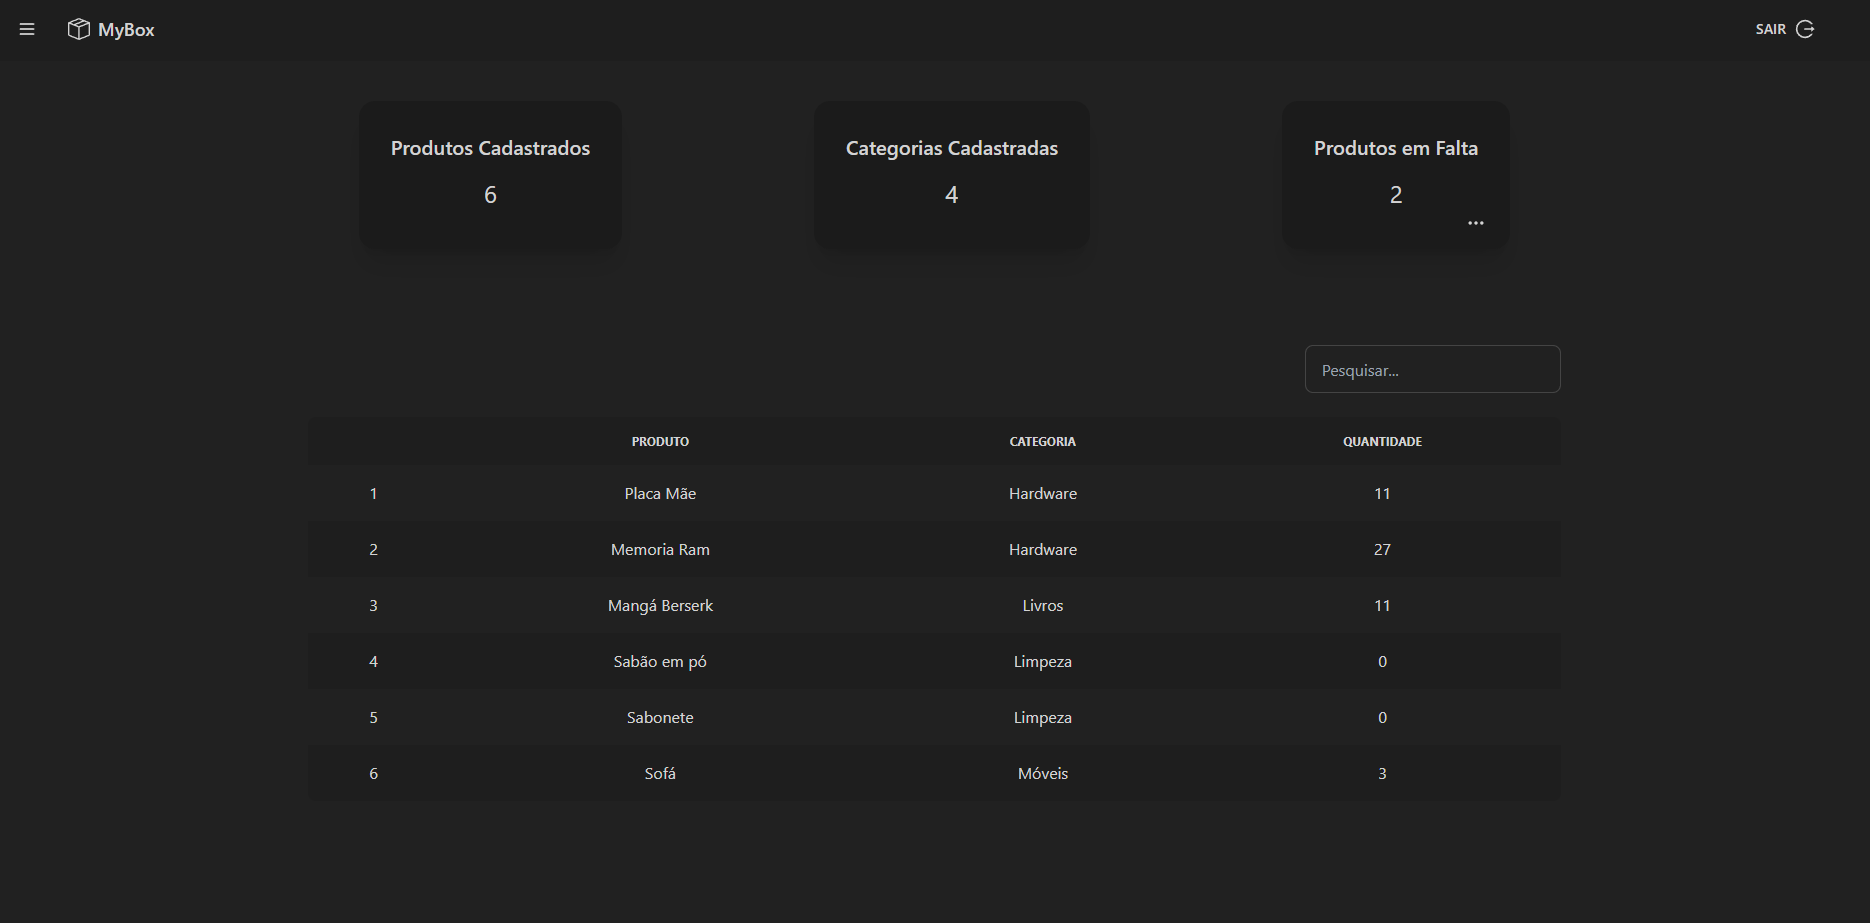 MyBox
SAIR
Produtos Cadastrados
6
Categorias Cadastradas
4
Produtos em Falta
2
...
Pesquisar...
PRODUTO CATEGORIA QUANTIDADE
1 Placa Mãe Hardware 11
2 Memoria Ram Hardware 27
3 Mangá Berserk Livros 11
4 Sabão em pó Limpeza 0
5 Sabonete Limpeza 0
6 Sofá Móveis 3